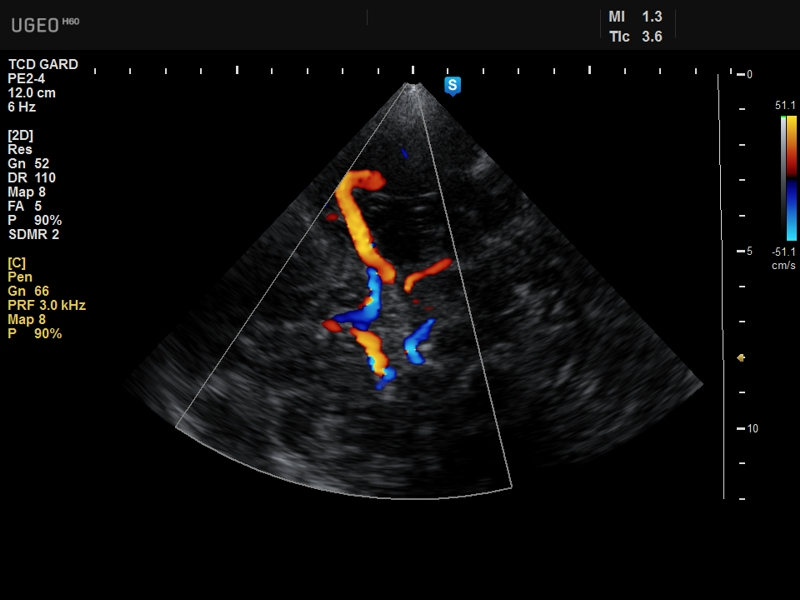 UGEO H60
MI 1.3
TIc 3.6
TCD GARD
PE2-4
12.0 cm
6 Hz
[2D]
Res
Gn 52
DR 110
Map 8
FA 5
P 90%
SDMR 2
[C]
Pen
Gn 66
PRF 3.0 kHz
Map 8
P 90%
S
0
5
10
51.1
-51.1
cm/s